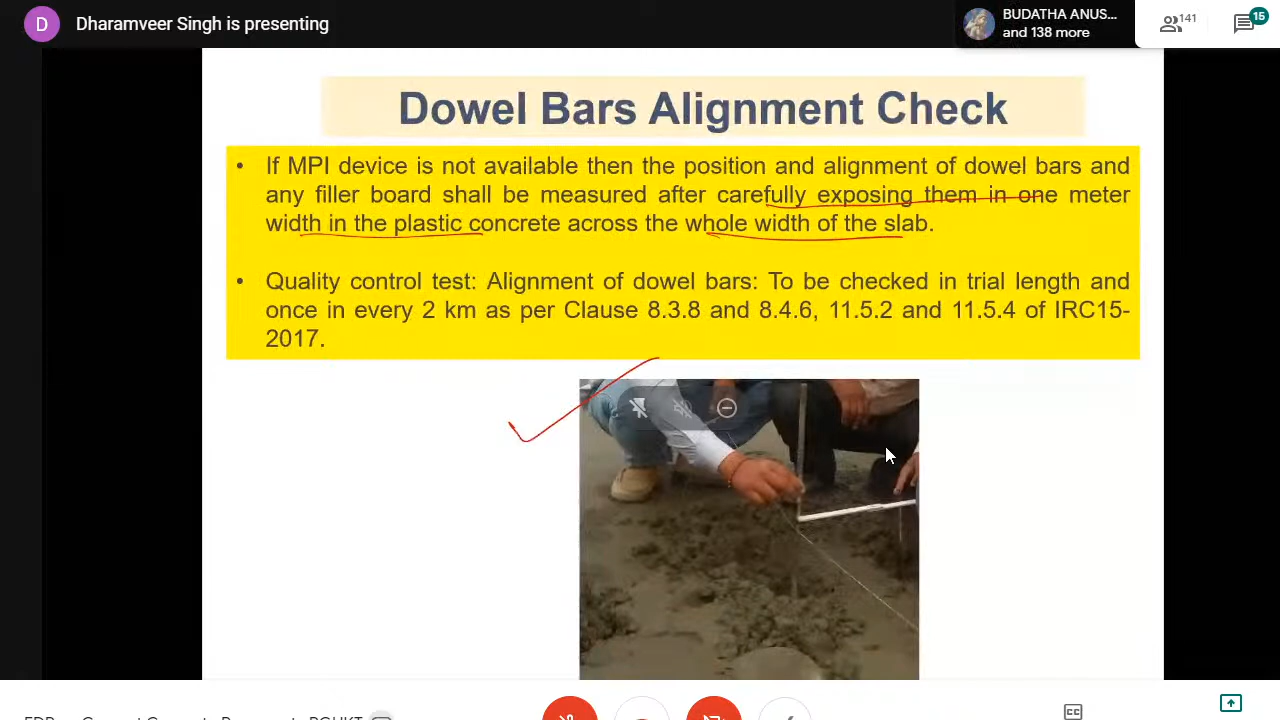 D Dharamveer Singh is presenting
BUDATHA ANUS...
and 138 more
141
15
Dowel Bars Alignment Check
• If MPI device is not available then the position and alignment of dowel bars and
any filler board shall be measured after carefully exposing them in one meter
width in the plastic concrete across the whole width of the slab.
• Quality control test: Alignment of dowel bars: To be checked in trial length and
once in every 2 km as per Clause 8.3.8 and 8.4.6, 11.5.2 and 11.5.4 of IRC15-
2017.
CC